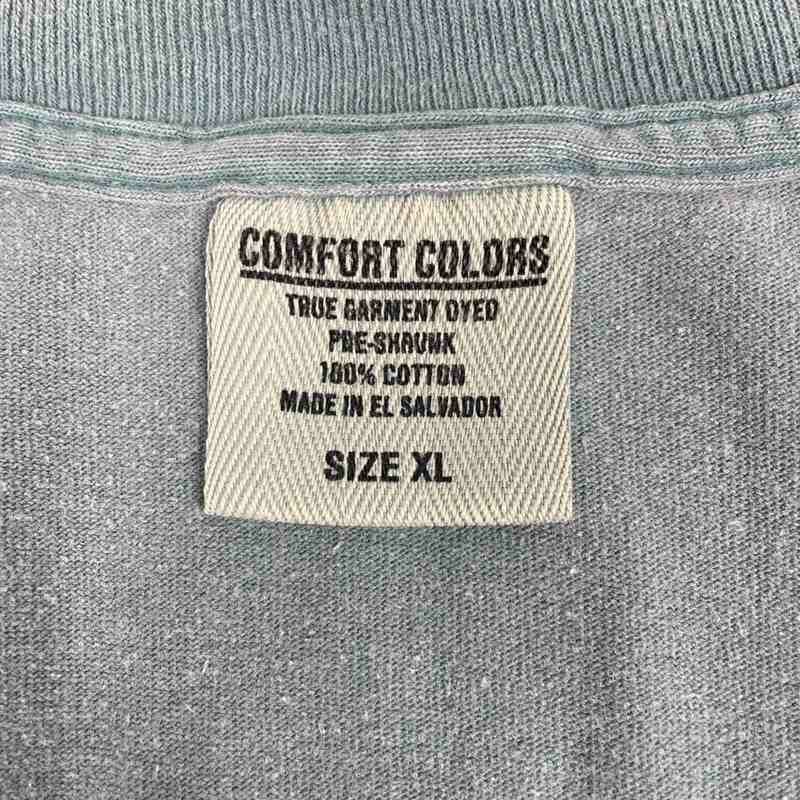 COMFORT COLORS
TRUE GARMENT DYED
PRE-SHRUNK
100% COTTON
MADE IN EL SALVADOR
SIZE XL